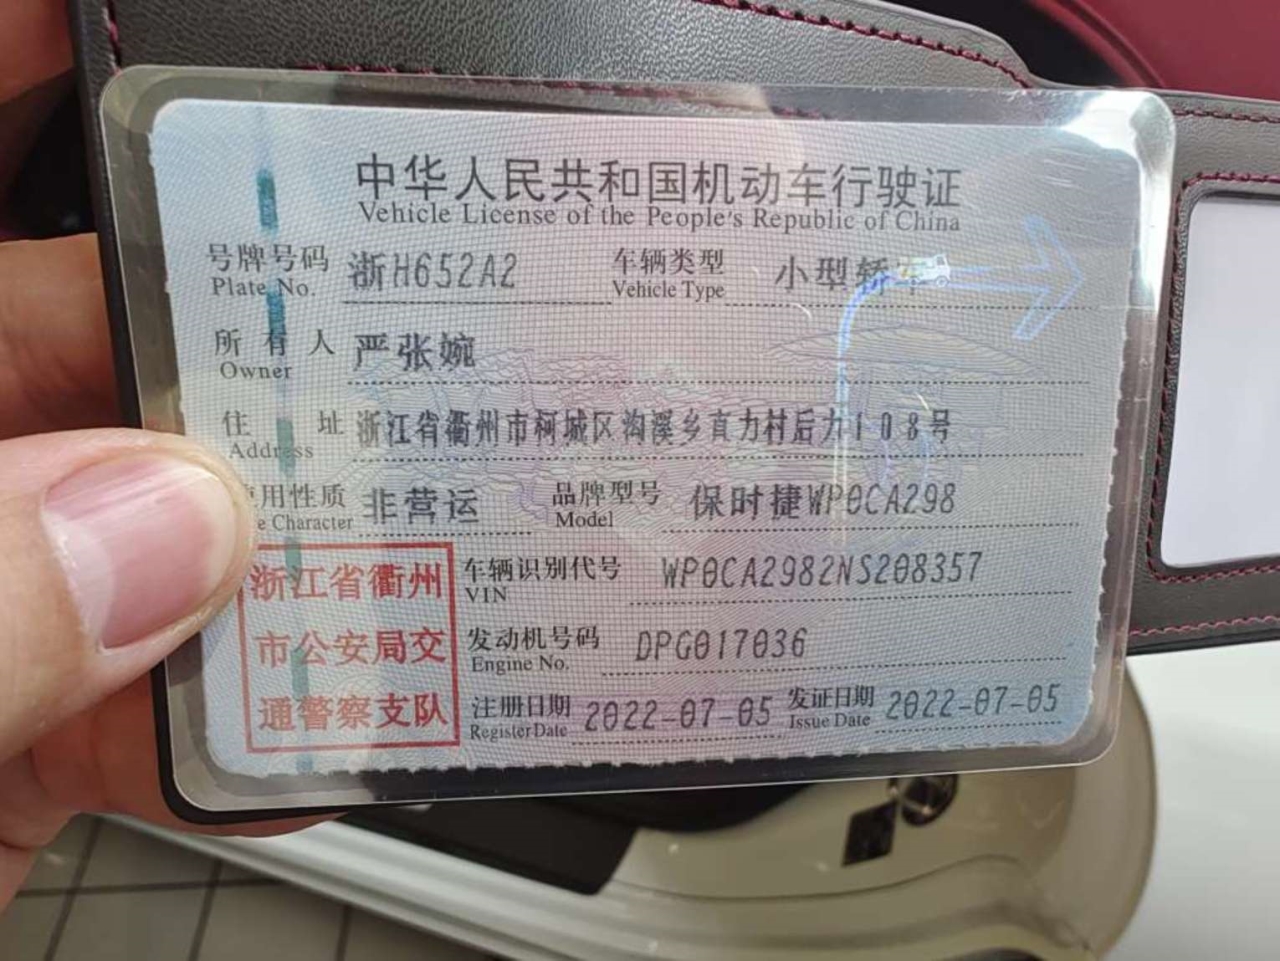 中华人民共和国机动车行驶证
Vehicle License of the People's Republic of China
号牌号码 浙H652A2 车辆类型 小型轿车
Plate No. Vehicle Type
所有人 严张婉
Owner
住址 浙江省衢州市柯城区沟溪乡直力村后力108号
Address
用性质 非营运 品牌型号 保时捷WP0CA298
e Character Model
浙江省衢州 车辆识别代号 WP0CA2982NS208357
VIN
市公安局交 发动机号码 DPG017036
Engine No.
通警察支队 注册日期 2022-07-05 发证日期 2022-07-05
Register Date Issue Date